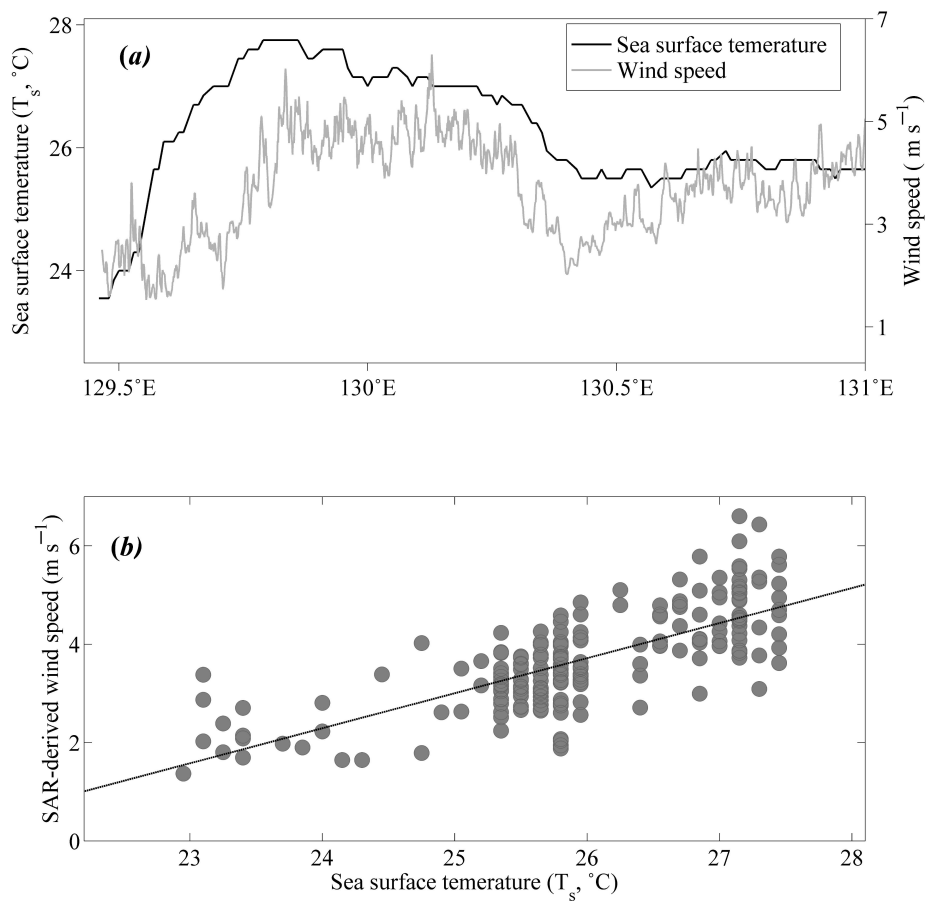 28
26
24
Sea surface temerature (Ts, ˚C)
(a)
Sea surface temerature
Wind speed
7
5
3
1
Wind speed ( m s−1)
129.5˚E
130˚E
130.5˚E
131˚E
6
4
2
0
SAR-derived wind speed (m s−1)
(b)
23
24
25
26
27
28
Sea surface temerature (Ts, ˚C)